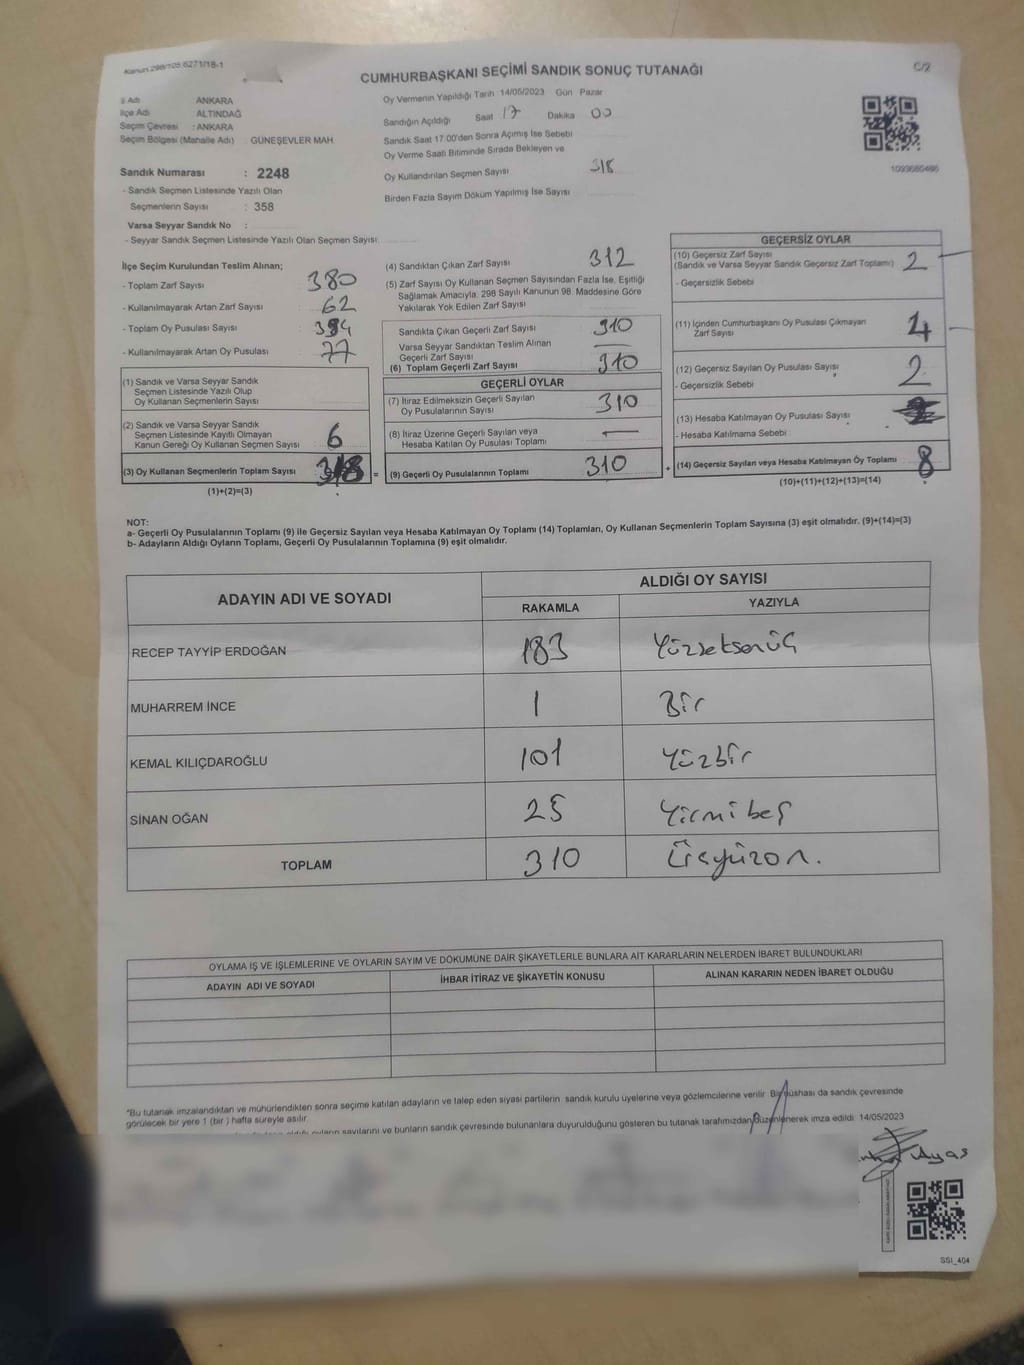 Kanun.298/105.6271/18-1
C/2
CUMHURBAŞKANI SEÇİMİ SANDIK SONUÇ TUTANAĞI
İl Adı ANKARA
İlçe Adı ALTINDAĞ
Seçim Çevresi : ANKARA
Seçim Bölgesi (Mahalle Adı) : GÜNEŞEVLER MAH
Sandık Numarası : 2248
- Sandık Seçmen Listesinde Yazılı Olan
Seçmenlerin Sayısı : 358
Varsa Seyyar Sandık No :
- Seyyar Sandık Seçmen Listesinde Yazılı Olan Seçmen Sayısı:
Oy Vermenin Yapıldığı Tarih 14/05/2023 Gün Pazar
Sandığın Açıldığı Saat 17 Dakika 00
Sandık Saat 17:00'den Sonra Açımış İse Sebebi
Oy Verme Saati Bitiminde Sırada Bekleyen ve
Oy Kullandırılan Seçmen Sayısı 318
Birden Fazla Sayım Döküm Yapılmış İse Sayısı
1093685486
İlçe Seçim Kurulundan Teslim Alınan;
- Toplam Zarf Sayısı : 380
- Kullanılmayarak Artan Zarf Sayısı : 62
- Toplam Oy Pusulası Sayısı : 394
- Kullanılmayarak Artan Oy Pusulası : 77
(1) Sandık ve Varsa Seyyar Sandık
Seçmen Listesinde Yazılı Olup
Oy Kullanan Seçmenlerin Sayısı
(2) Sandık ve Varsa Seyyar Sandık
Seçmen Listesinde Kayıtlı Olmayan
Kanun Gereği Oy Kullanan Seçmen Sayısı 6
(3) Oy Kullanan Seçmenlerin Toplam Sayısı 318 =
(1)+(2)=(3)
(4) Sandıktan Çıkan Zarf Sayısı 312
(5) Zarf Sayısı Oy Kullanan Seçmen Sayısından Fazla İse, Eşitliği
Sağlamak Amacıyla, 298 Sayılı Kanunun 98. Maddesine Göre
Yakılarak Yok Edilen Zarf Sayısı
Sandıkta Çıkan Geçerli Zarf Sayısı 310
Varsa Seyyar Sandıktan Teslim Alınan
Geçerli Zarf Sayısı —
(6) Toplam Geçerli Zarf Sayısı 310
GEÇERLİ OYLAR
(7) İtiraz Edilmeksizin Geçerli Sayılan
Oy Pusulalarının Sayısı 310
(8) İtiraz Üzerine Geçerli Sayılan veya
Hesaba Katılan Oy Pusulası Toplamı —
(9) Geçerli Oy Pusulalarının Toplamı 310 +
GEÇERSİZ OYLAR
(10) Geçersiz Zarf Sayısı
(Sandık ve Varsa Seyyar Sandık Geçersiz Zarf Toplamı) 2
- Geçersizlik Sebebi
(11) İçinden Cumhurbaşkanı Oy Pusulası Çıkmayan
Zarf Sayısı 4
(12) Geçersiz Sayılan Oy Pusulası Sayısı 2
- Geçersizlik Sebebi
(13) Hesaba Katılmayan Oy Pusulası Sayısı
- Hesaba Katılmama Sebebi
(14) Geçersiz Sayılan veya Hesaba Katılmayan Oy Toplamı 8
(10)+(11)+(12)+(13)=(14)
NOT:
a- Geçerli Oy Pusulalarının Toplamı (9) ile Geçersiz Sayılan veya Hesaba Katılmayan Oy Toplamı (14) Toplamları, Oy Kullanan Seçmenlerin Toplam Sayısına (3) eşit olmalıdır. (9)+(14)=(3)
b- Adayların Aldığı Oyların Toplamı, Geçerli Oy Pusulalarının Toplamına (9) eşit olmalıdır.
ADAYIN ADI VE SOYADI ALDIĞI OY SAYISI
RAKAMLA YAZIYLA
RECEP TAYYİP ERDOĞAN 183 Yüzseksenüç
MUHARREM İNCE 1 Bir
KEMAL KILIÇDAROĞLU 101 Yüzbir
SİNAN OĞAN 25 Yirmibeş
TOPLAM 310 Üçyüzon.
OYLAMA İŞ VE İŞLEMLERİNE VE OYLARIN SAYIM VE DÖKÜMÜNE DAİR ŞİKAYETLERLE BUNLARA AİT KARARLARIN NELERDEN İBARET BULUNDUKLARI
ADAYIN ADI VE SOYADI İHBAR İTİRAZ VE ŞİKAYETİN KONUSU ALINAN KARARIN NEDEN İBARET OLDUĞU
*Bu tutanak imzalandıktan ve mühürlendikten sonra seçime katılan adayların ve talep eden siyasi partilerin sandık kurulu üyelerine veya gözlemcilerine verilir. Bir nüshası da sandık çevresinde
görülecek bir yere 1 (bir ) hafta süreyle asılır.
oyların sayılarını ve bunların sandık çevresinde bulunanlara duyurulduğunu gösteren bu tutanak tarafımızdan düzenlenerek imza edildi. 14/05/2023
Ayas
SSI_404